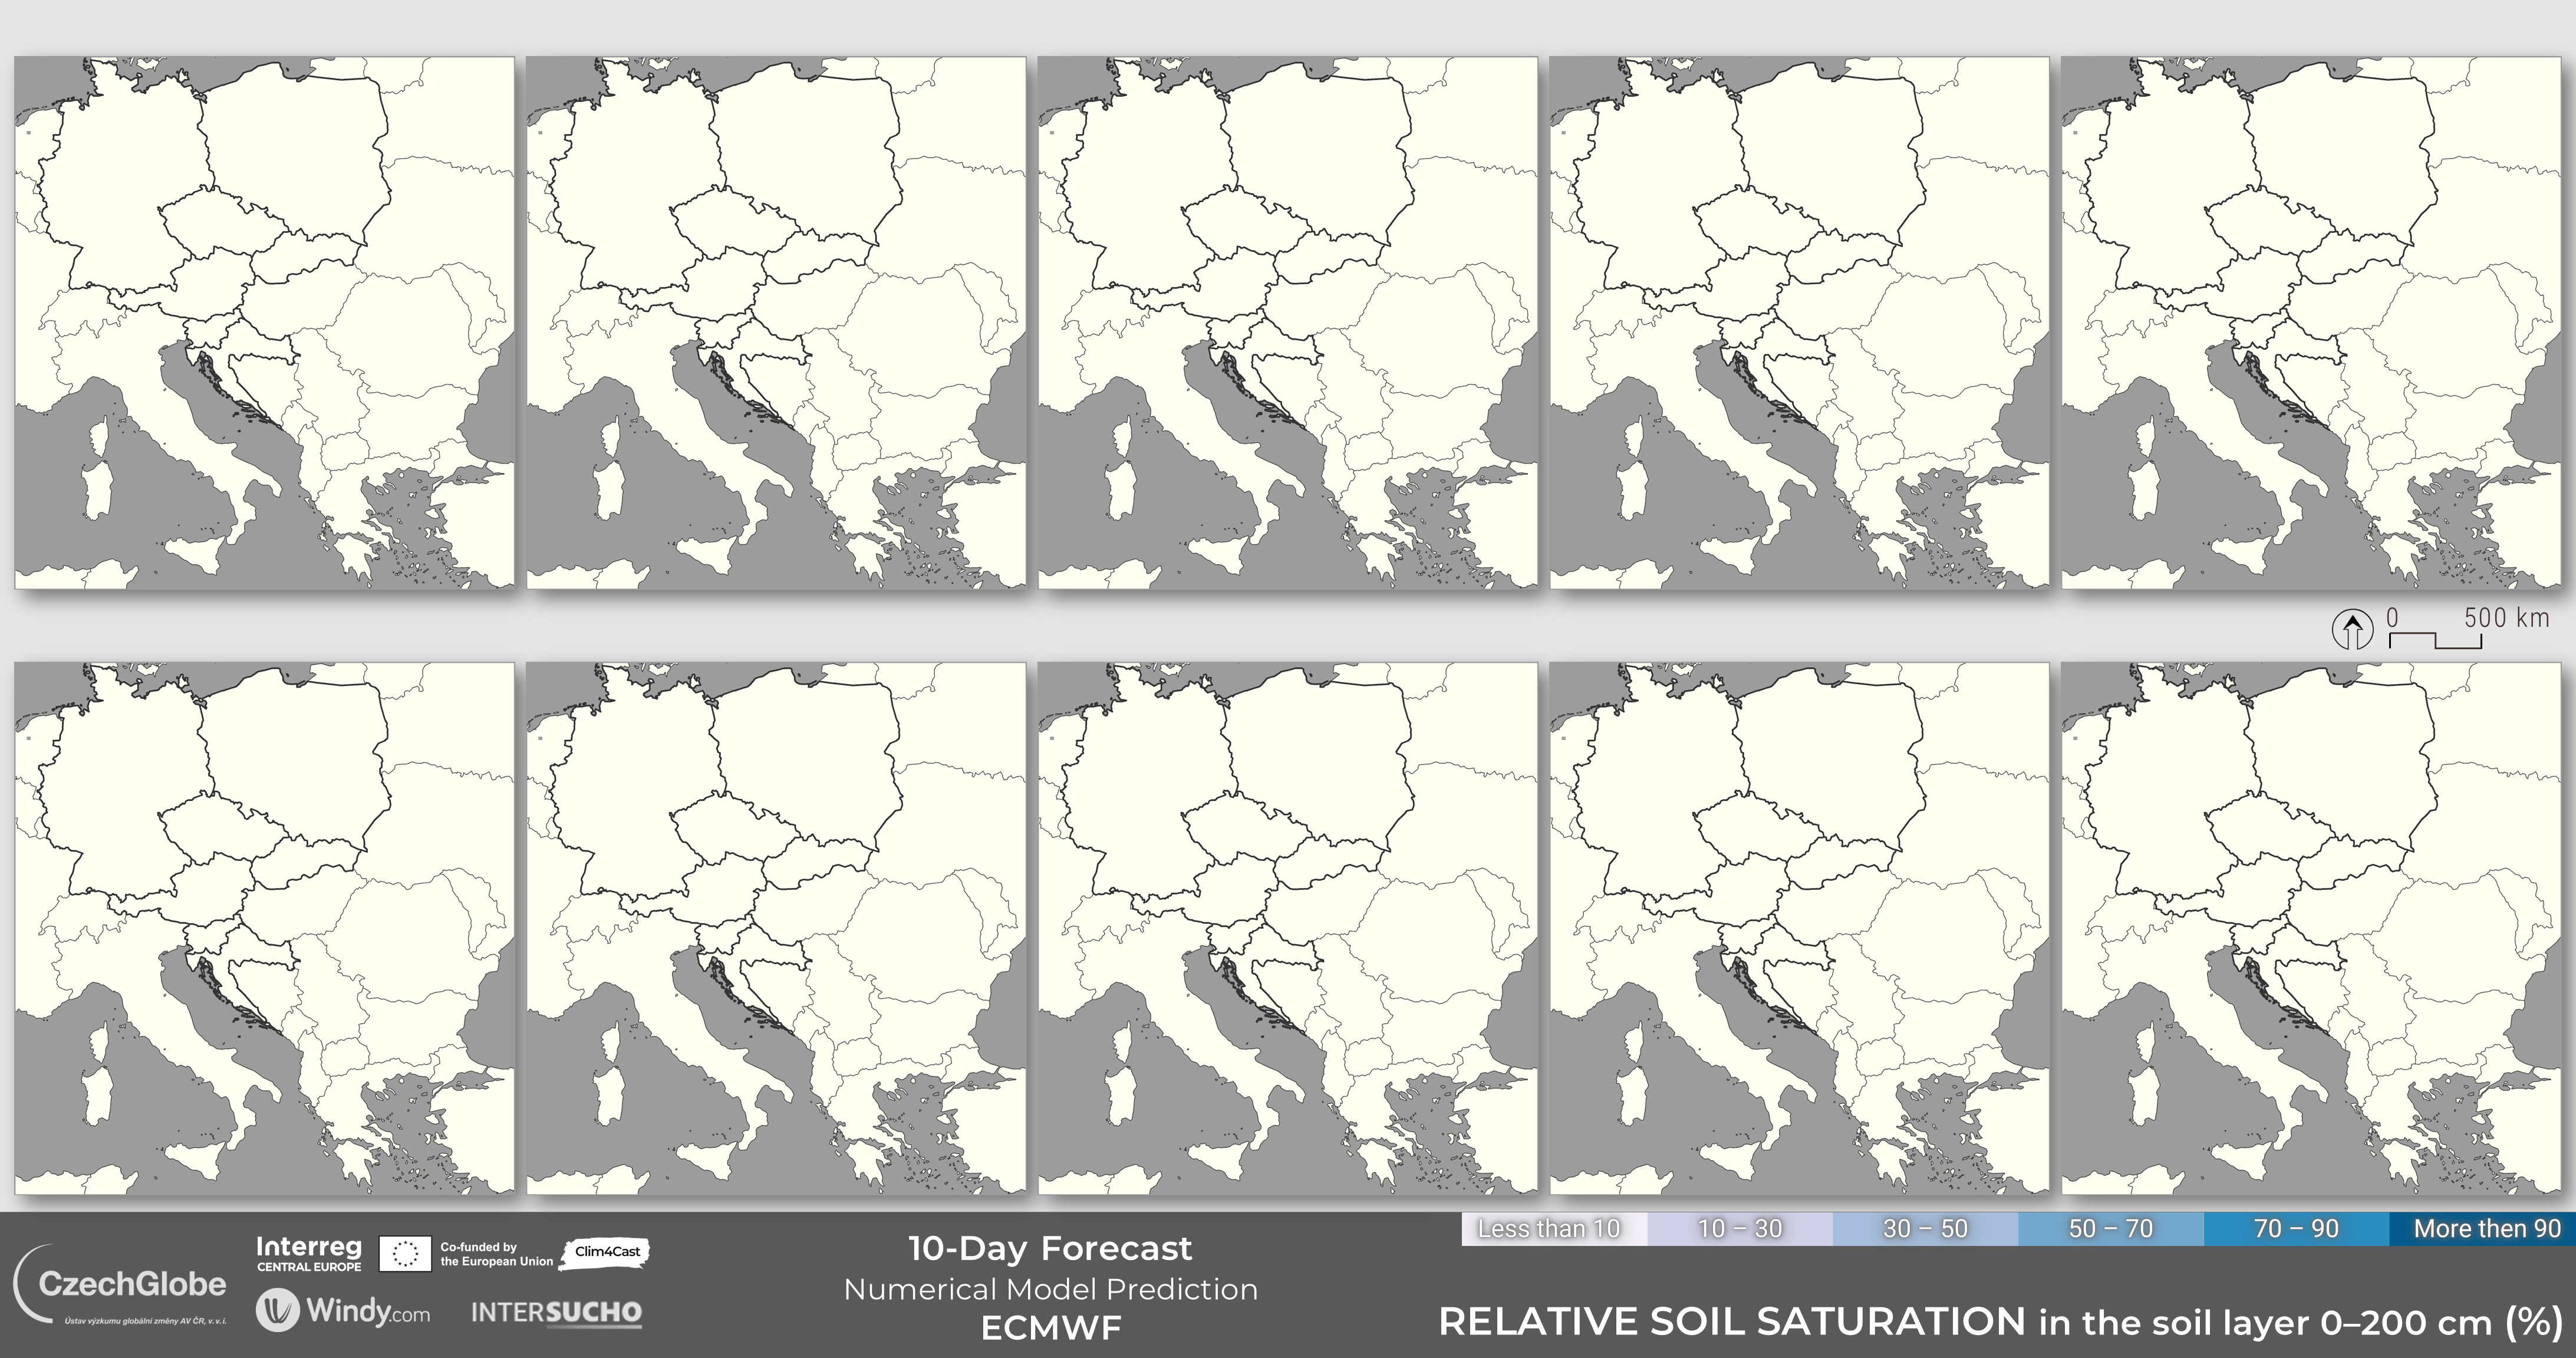 0 500 km
Less than 10 10 – 30 30 – 50 50 – 70 70 – 90 More then 90
Interreg
CENTRAL EUROPE
Co-funded by
the European Union
Clim4Cast
CzechGlobe
Ústav výzkumu globální změny AV ČR, v. v. i.
Windy.com
INTERSUCHO
10-Day Forecast
Numerical Model Prediction
ECMWF
RELATIVE SOIL SATURATION in the soil layer 0–200 cm (%)